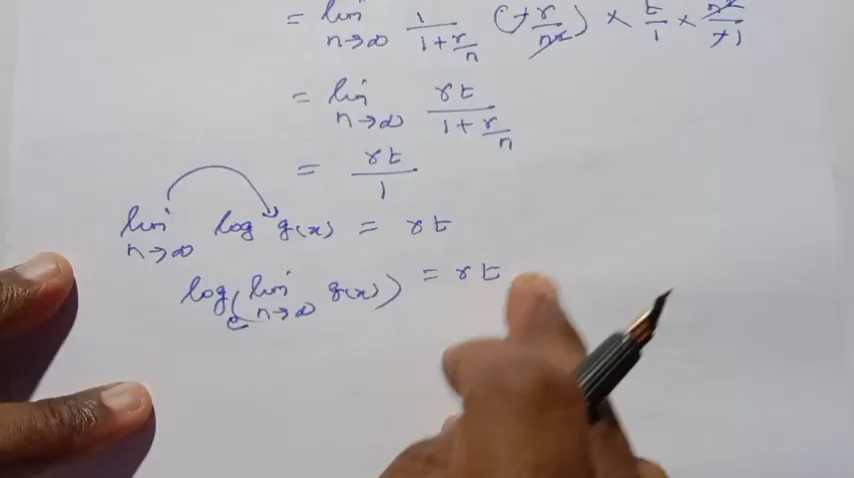 = lim n→∞ 1/(1+r/n) (+r/n²) × t/1 × n²/+1
= lim n→∞ rt/(1+r/n)
= rt/1
lim n→∞ log g(x) = rt
log(lim n→∞ g(x)) = rt
e